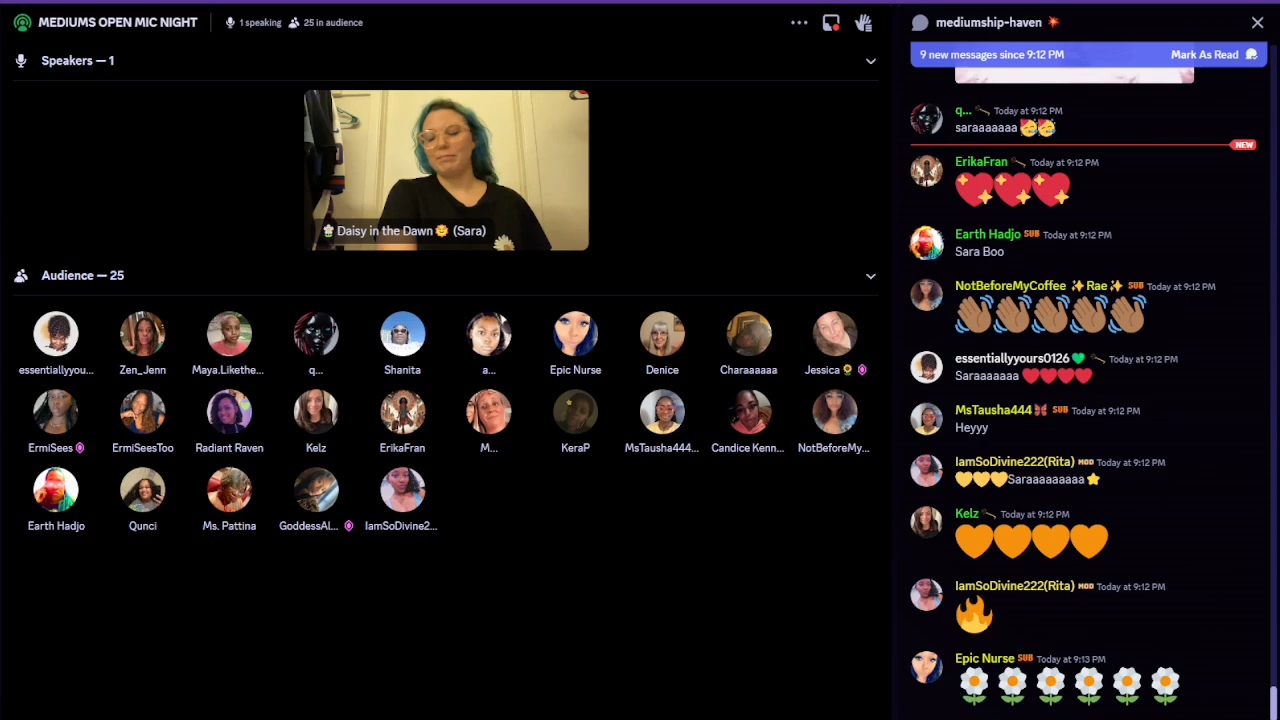 MEDIUMS OPEN MIC NIGHT
1 speaking
25 in audience
Speakers — 1
Daisy in the Dawn (Sara)
Audience — 25
essentiallyyou...
Zen_Jenn
Maya.Likethe...
q...
Shanita
a...
Epic Nurse
Denice
Charaaaaaa
Jessica
ErmiSees
ErmiSeesToo
Radiant Raven
Kelz
ErikaFran
M...
KeraP
MsTausha444...
Candice Kenn...
NotBeforeMy...
Earth Hadjo
Qunci
Ms. Pattina
GoddessAl...
IamSoDivine2...
mediumship-haven
9 new messages since 9:12 PM
Mark As Read
q... Today at 9:12 PM
saraaaaaaa 🥳🥳
NEW
ErikaFran Today at 9:12 PM
💖💖💖
Earth Hadjo SUB Today at 9:12 PM
Sara Boo
NotBeforeMyCoffee ✨Rae✨ SUB Today at 9:12 PM
👋🏽👋🏽👋🏽👋🏽👋🏽
essentiallyyours0126💚 Today at 9:12 PM
Saraaaaaaa ❤️❤️❤️❤️
MsTausha444 SUB Today at 9:12 PM
Heyyy
IamSoDivine222(Rita) MOD Today at 9:12 PM
💛💛💛Saraaaaaaaaa⭐
Kelz Today at 9:12 PM
🧡🧡🧡🧡
IamSoDivine222(Rita) MOD Today at 9:12 PM
🔥
Epic Nurse SUB Today at 9:13 PM
🌼🌼🌼🌼🌼🌼